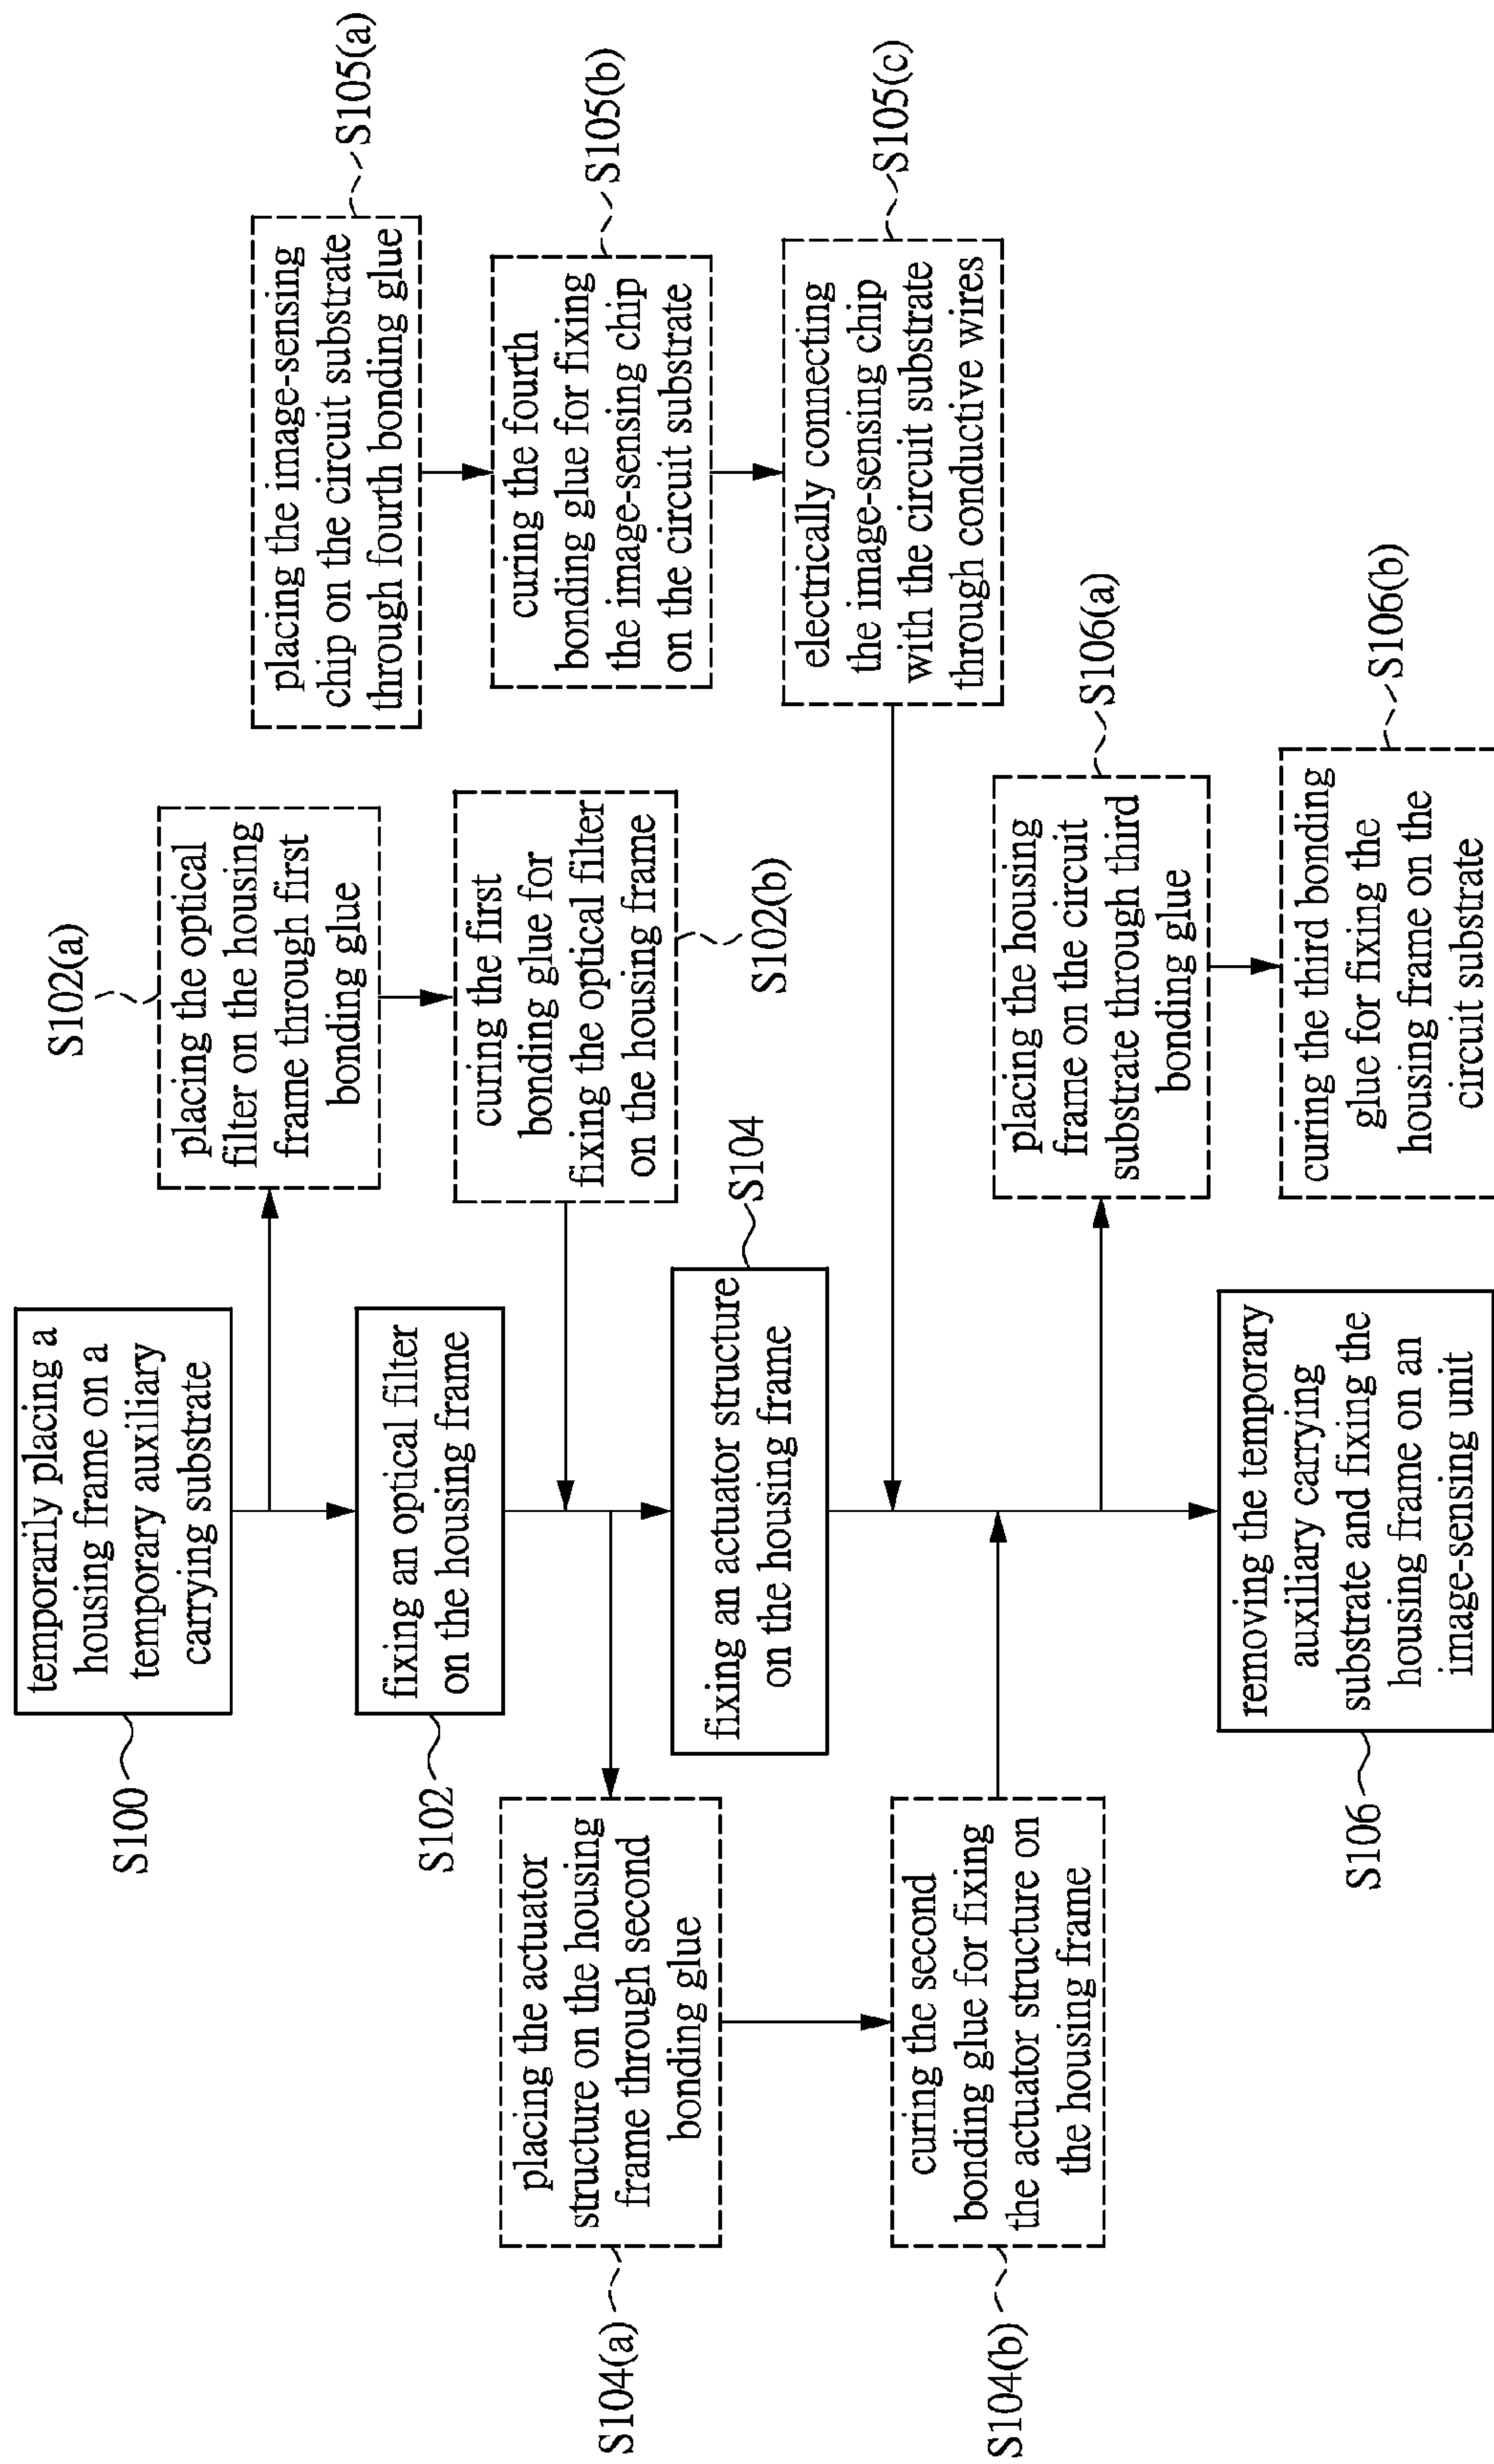 S100
temporarily placing a
housing frame on a
temporary auxiliary
carrying substrate
S102(a)
placing the optical
filter on the housing
frame through first
bonding glue
S102
fixing an optical filter
on the housing frame
curing the first
bonding glue for
fixing the optical filter
on the housing frame
S102(b)
S104(a)
placing the actuator
structure on the housing
frame through second
bonding glue
S104
fixing an actuator structure
on the housing frame
S104(b)
curing the second
bonding glue for fixing
the actuator structure on
the housing frame
S105(a)
placing the image-sensing
chip on the circuit substrate
through fourth bonding glue
S105(b)
curing the fourth
bonding glue for fixing
the image-sensing chip
on the circuit substrate
S105(c)
electrically connecting
the image-sensing chip
with the circuit substrate
through conductive wires
S106(a)
placing the housing
frame on the circuit
substrate through third
bonding glue
S106
removing the temporary
auxiliary carrying
substrate and fixing the
housing frame on an
image-sensing unit
S106(b)
curing the third bonding
glue for fixing the
housing frame on the
circuit substrate